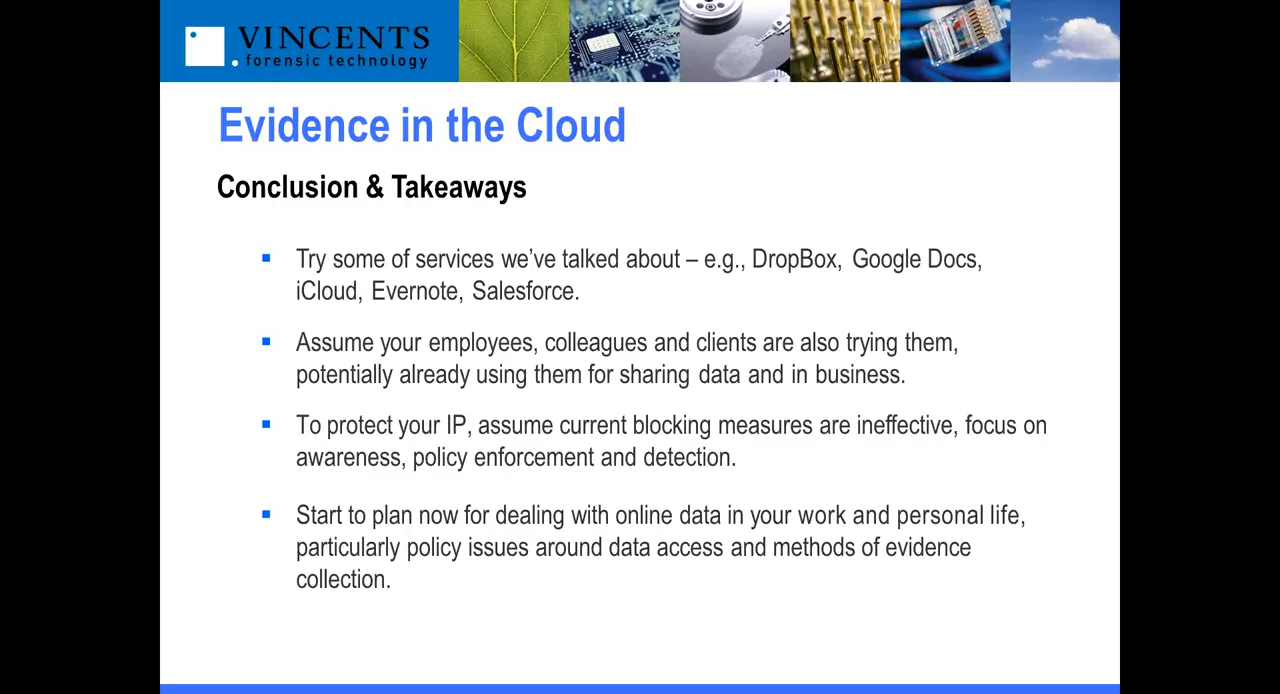 VINCENTS
forensic technology
Evidence in the Cloud
Conclusion & Takeaways
▪ Try some of services we’ve talked about – e.g., DropBox, Google Docs,
iCloud, Evernote, Salesforce.
▪ Assume your employees, colleagues and clients are also trying them,
potentially already using them for sharing data and in business.
▪ To protect your IP, assume current blocking measures are ineffective, focus on
awareness, policy enforcement and detection.
▪ Start to plan now for dealing with online data in your work and personal life,
particularly policy issues around data access and methods of evidence
collection.